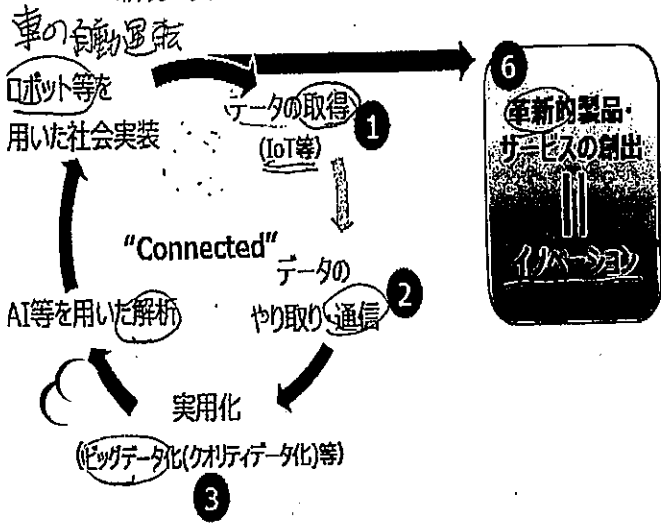 車の自動運転
ロボット等を
用いた社会実装
データの取得
(IoT等)
1
6
革新的製品・
サービスの創出
イノベーション
"Connected"
データの
やり取り、通信
2
AI等を用いた解析
実用化
(ビッグデータ化(クオリティデータ化)等)
3